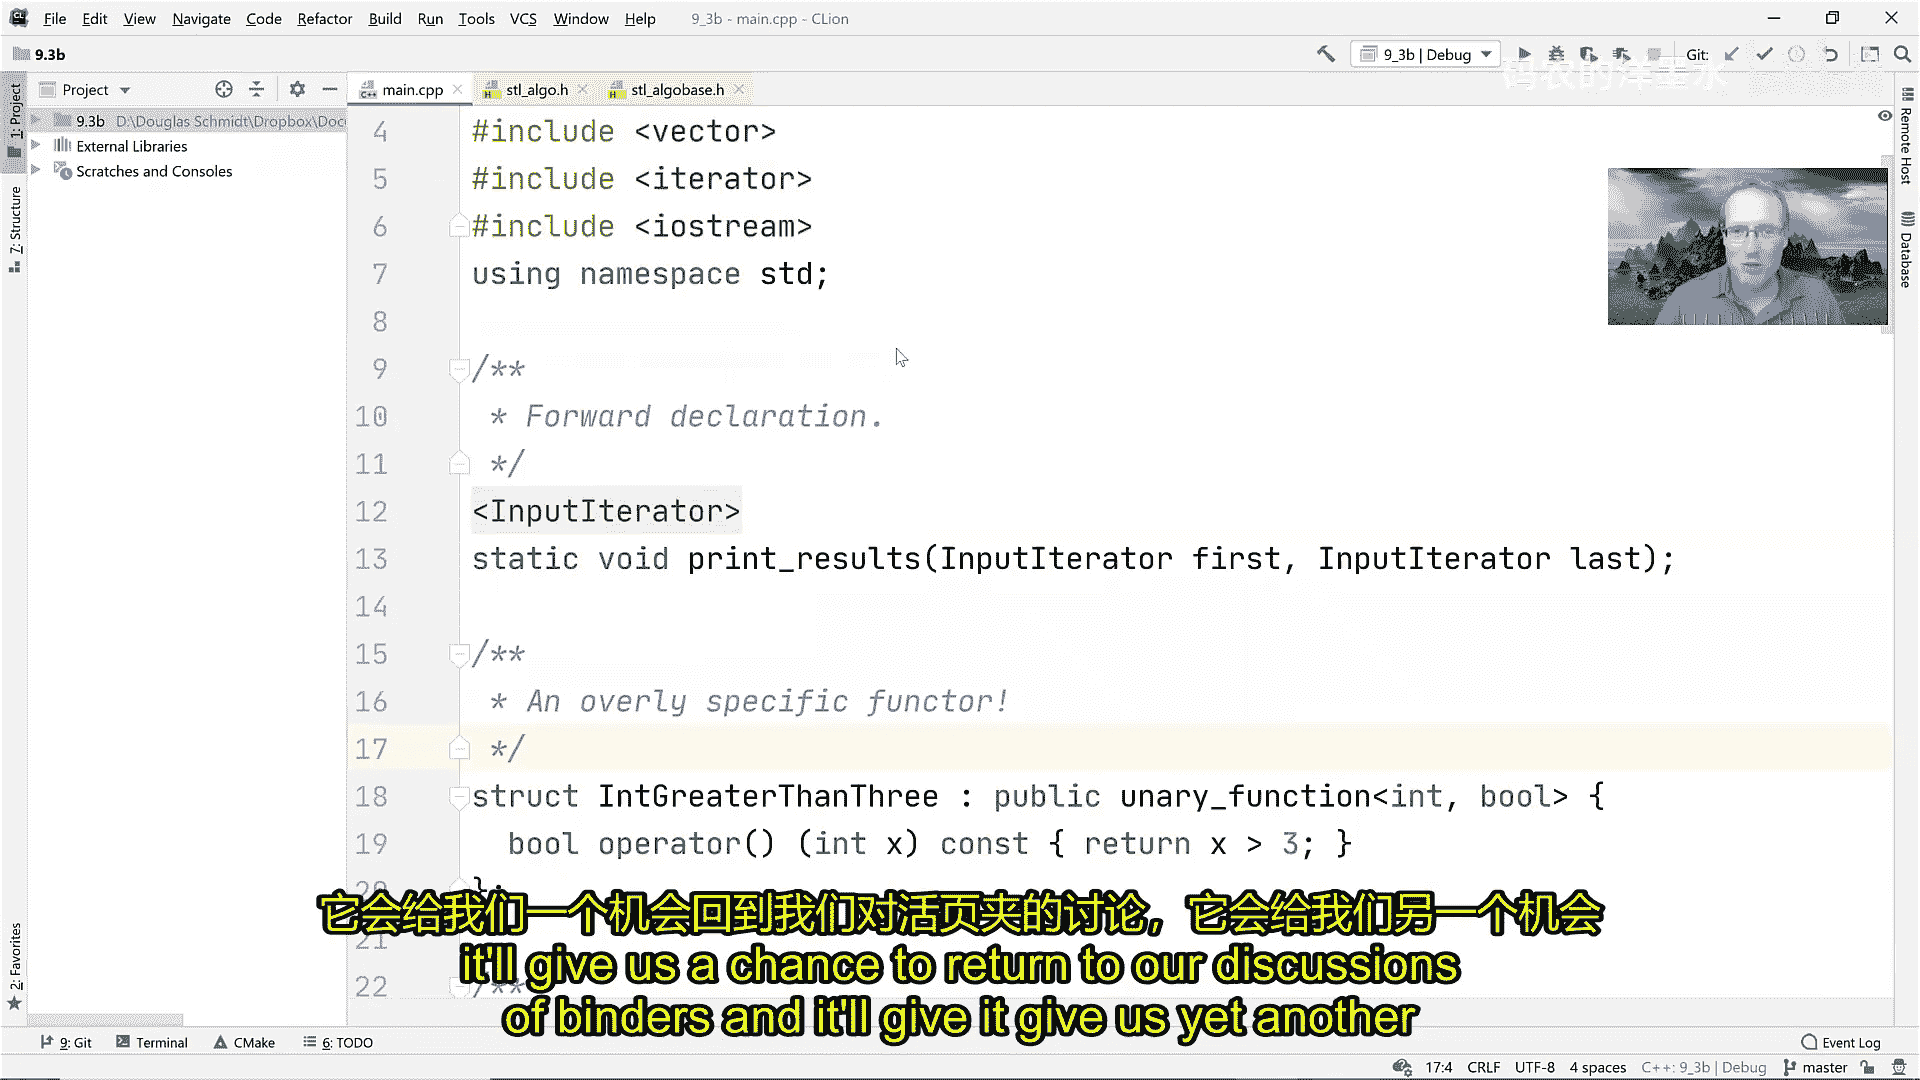 File Edit View Navigate Code Refactor Build Run Tools VCS Window Help 9_3b - main.cpp - CLion
9.3b
9_3b | Debug
Git:
码农的洋墨水
1: Project
Project
main.cpp
stl_algo.h
stl_algobase.h
9.3b D:\Douglas Schmidt\Dropbox\Doc
External Libraries
Scratches and Consoles
7: Structure
2: Favorites
Remote Host
Database
4 #include <vector>
5 #include <iterator>
6 #include <iostream>
7 using namespace std;
8
9 /**
10 * Forward declaration.
11 */
12 <InputIterator>
13 static void print_results(InputIterator first, InputIterator last);
14
15 /**
16 * An overly specific functor!
17 */
18 struct IntGreaterThanThree : public unary_function<int, bool> {
19 bool operator() (int x) const { return x > 3; }
20 };
21
22 /**
它会给我们一个机会回到我们对活页夹的讨论，它会给我们另一个机会
it'll give us a chance to return to our discussions
of binders and it'll give it give us yet another
9: Git Terminal CMake 6: TODO Event Log
17:4 CRLF UTF-8 4 spaces C++: 9_3b | Debug master